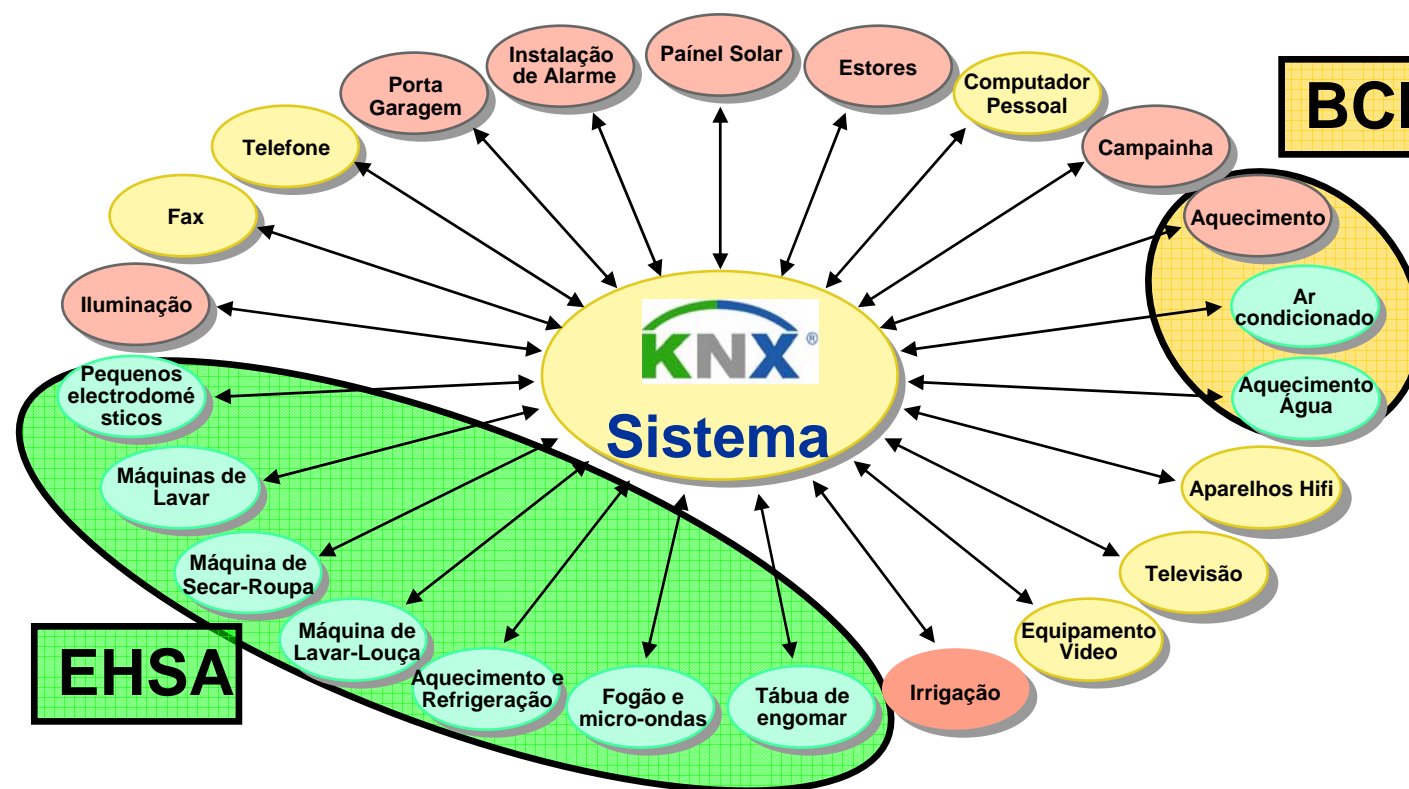 Instalação
de Alarme
Paínel Solar
Estores
Computador
Pessoal
Porta
Garagem
BCI
Telefone
Campainha
Fax
Aquecimento
Iluminação
Ar
condicionado
KNX®
Sistema
Pequenos
electrodomé
sticos
Aquecimento
Água
Máquinas de
Lavar
Aparelhos Hifi
Máquina de
Secar-Roupa
Televisão
Máquina de
Lavar-Louça
Equipamento
Video
EHSA
Aquecimento e
Refrigeração
Fogão e
micro-ondas
Tábua de
engomar
Irrigação